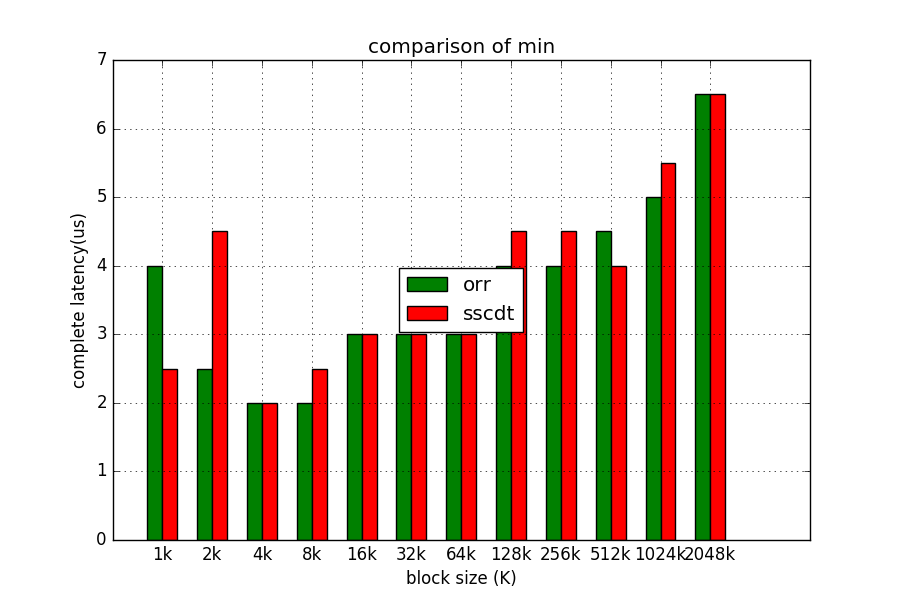 comparison of min
7
6
5
4
3
2
1
0
complete latency(us)
orr
sscdt
1k 2k 4k 8k 16k 32k 64k 128k 256k 512k 1024k 2048k
block size (K)